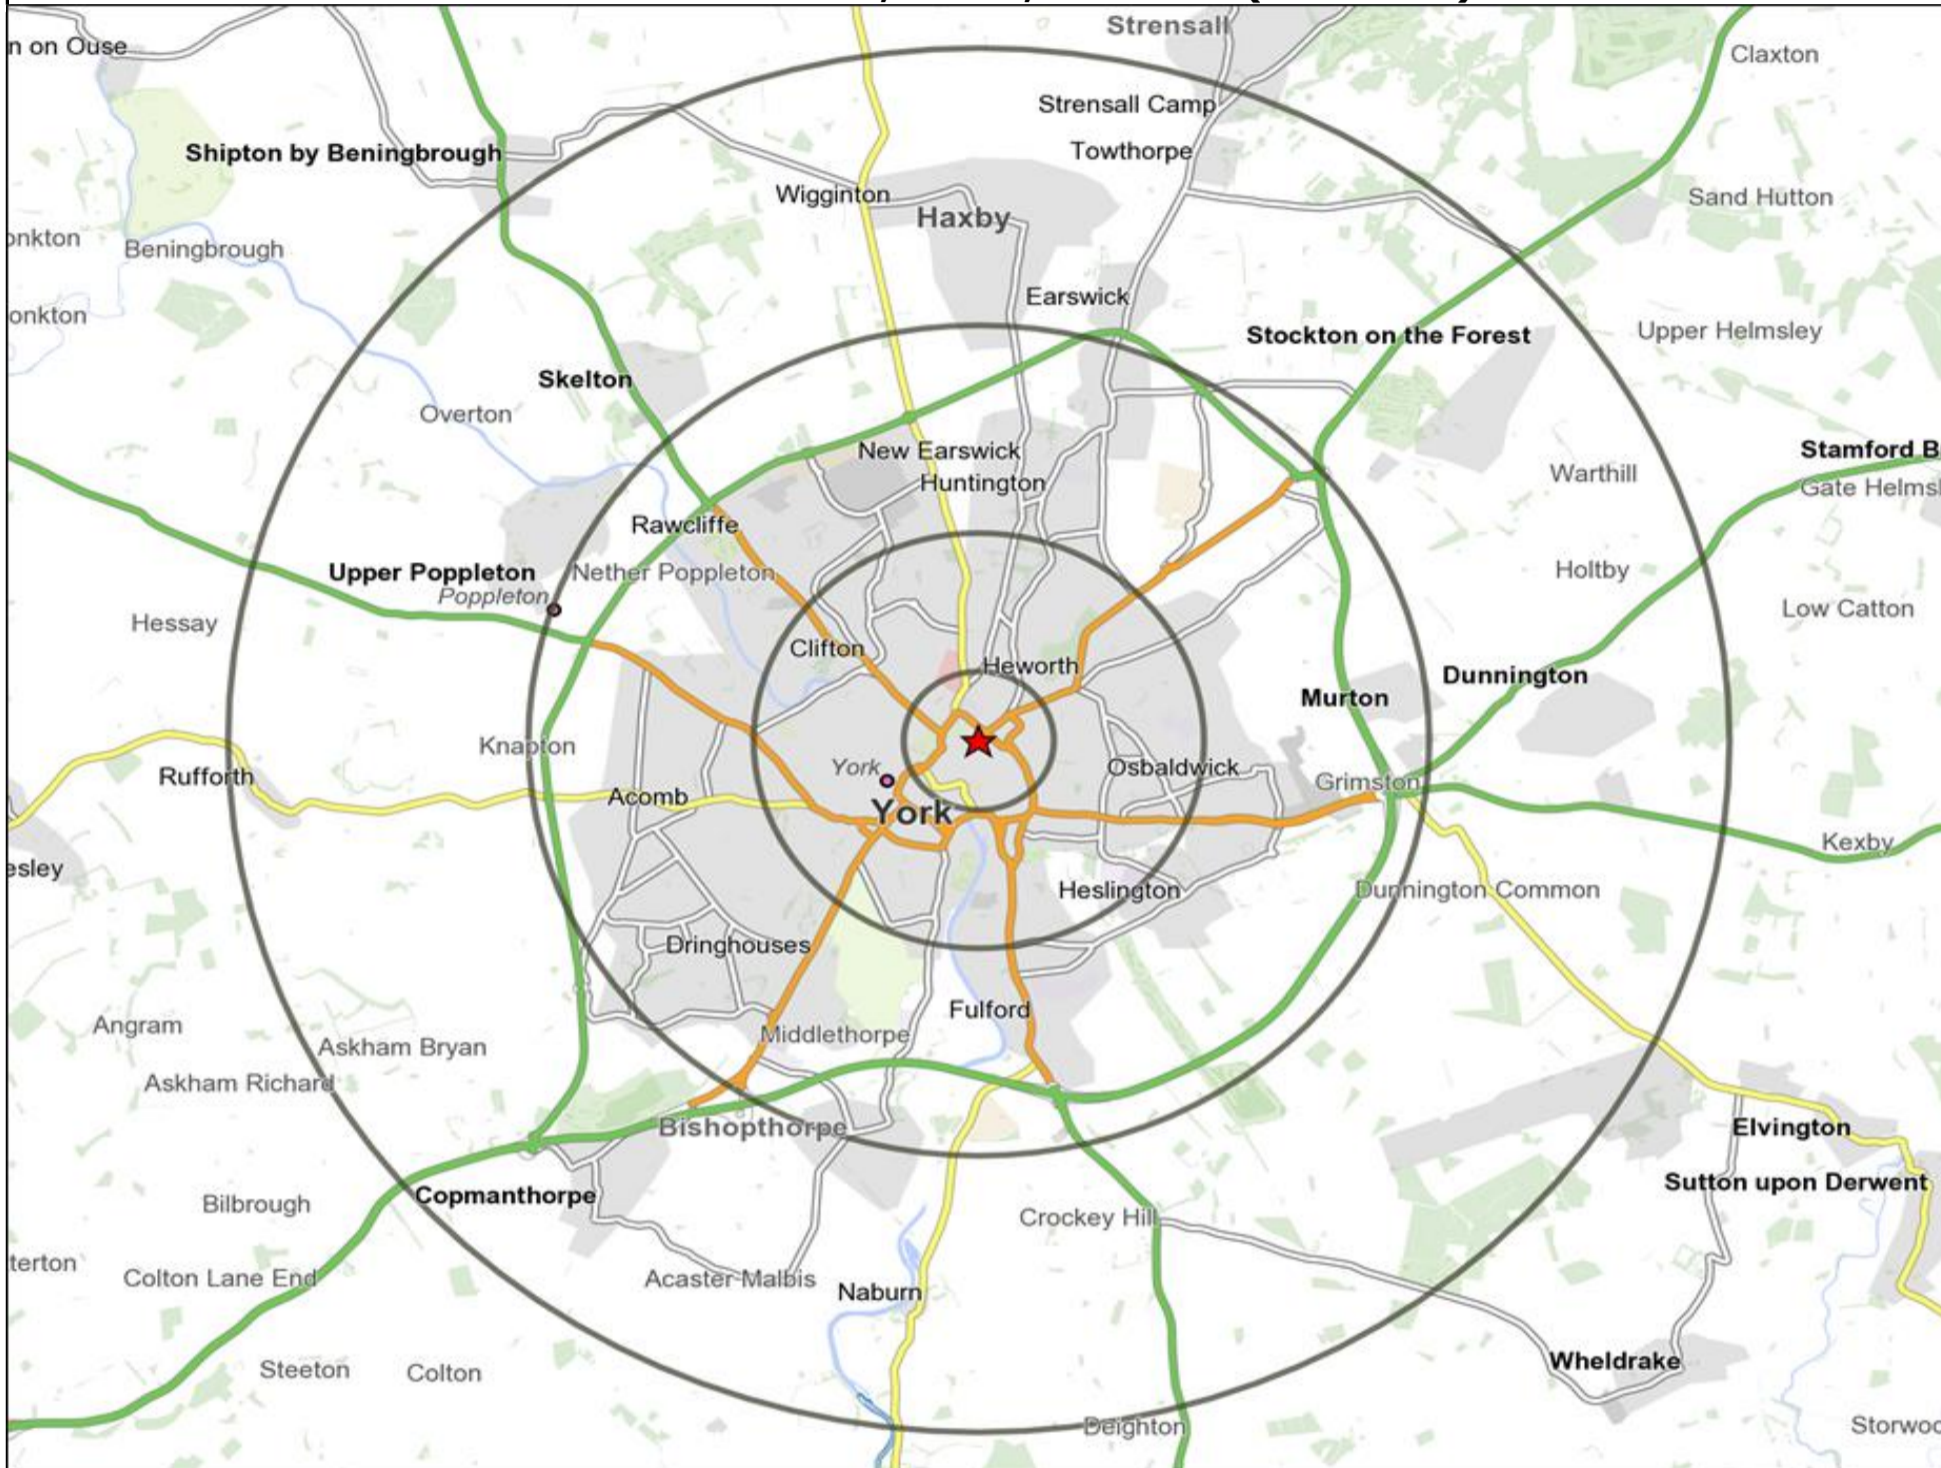 Strensall
n on Ouse
Claxton
Strensall Camp
Shipton by Beningbrough
Towthorpe
Wigginton
Sand Hutton
Haxby
onkton
Beningbrough
Earswick
onkton
Upper Helmsley
Stockton on the Forest
Skelton
Overton
New Earswick
Stamford B
Huntington
Warthill
Gate Helmsl
Rawcliffe
Upper Poppleton
Nether Poppleton
Holtby
Poppleton
Hessay
Low Catton
Clifton
Heworth
Dunnington
Murton
Knapton
Rufforth
York
Osbaldwick
Grimston
Acomb
York
Kexby
esley
Heslington
Dunnington Common
Dringhouses
Fulford
Angram
Middlethorpe
Askham Bryan
Askham Richard
Bishopthorpe
Elvington
Sutton upon Derwent
Copmanthorpe
Bilbrough
Crockey Hill
terton
Colton Lane End
Acaster Malbis
Naburn
Wheldrake
Steeton
Colton
Deighton
Storwoo